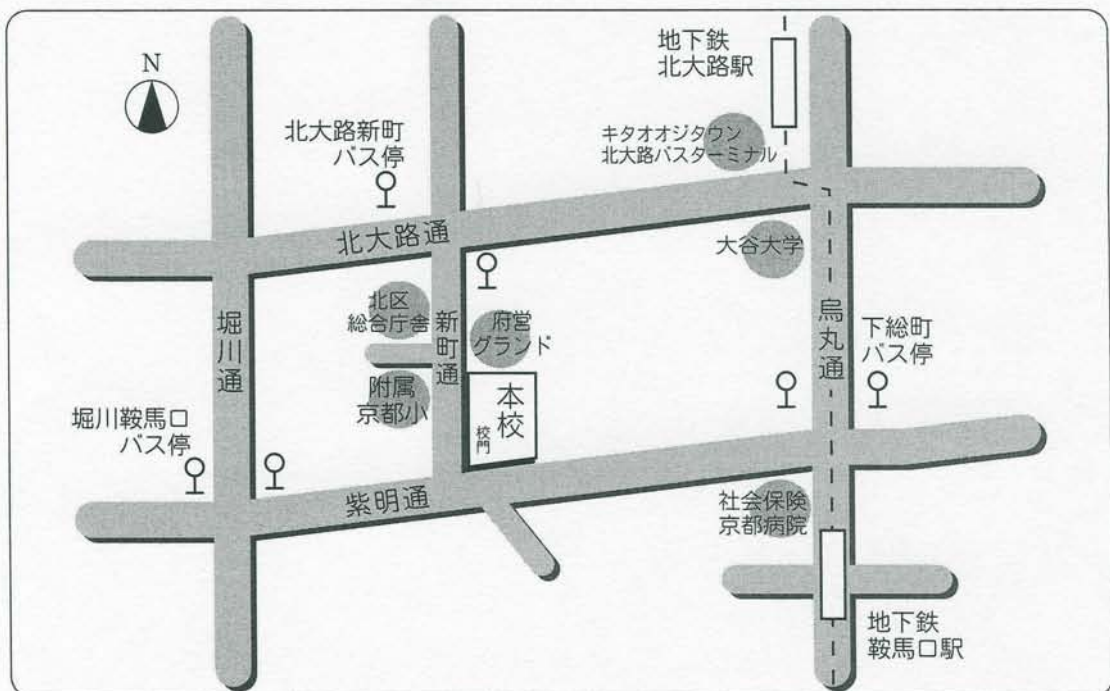 N
地下鉄
北大路駅
北大路新町
バス停
キタオオジタウン
北大路バスターミナル
北大路通
大谷大学
北区
総合庁舎
新町通
府営
グランド
堀川通
烏丸通
下総町
バス停
附属
京都小
本校
校門
堀川鞍馬口
バス停
紫明通
社会保険
京都病院
地下鉄
鞍馬口駅